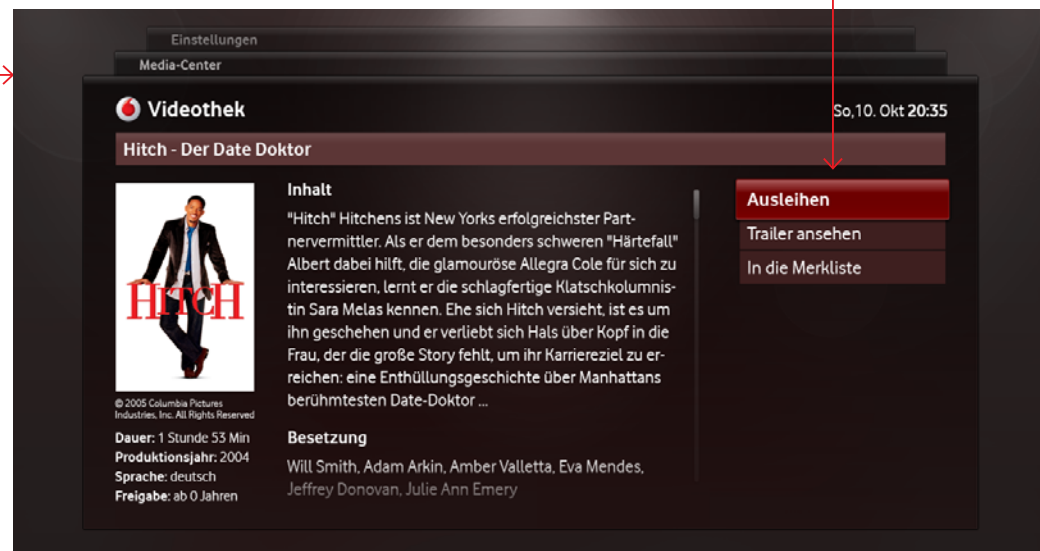 Einstellungen
Media-Center
Videothek
So,10. Okt 20:35
Hitch - Der Date Doktor
HITCH
© 2005 Columbia Pictures
Industries, Inc. All Rights Reserved
Dauer: 1 Stunde 53 Min
Produktionsjahr: 2004
Sprache: deutsch
Freigabe: ab 0 Jahren
Inhalt
"Hitch" Hitchens ist New Yorks erfolgreichster Part-
nervermittler. Als er dem besonders schweren "Härtefall"
Albert dabei hilft, die glamouröse Allegra Cole für sich zu
interessieren, lernt er die schlagfertige Klatschkolumnis-
tin Sara Melas kennen. Ehe sich Hitch versieht, ist es um
ihn geschehen und er verliebt sich Hals über Kopf in die
Frau, der die große Story fehlt, um ihr Karriereziel zu er-
reichen: eine Enthüllungsgeschichte über Manhattans
berühmtesten Date-Doktor ...
Besetzung
Will Smith, Adam Arkin, Amber Valletta, Eva Mendes,
Jeffrey Donovan, Julie Ann Emery
Ausleihen
Trailer ansehen
In die Merkliste